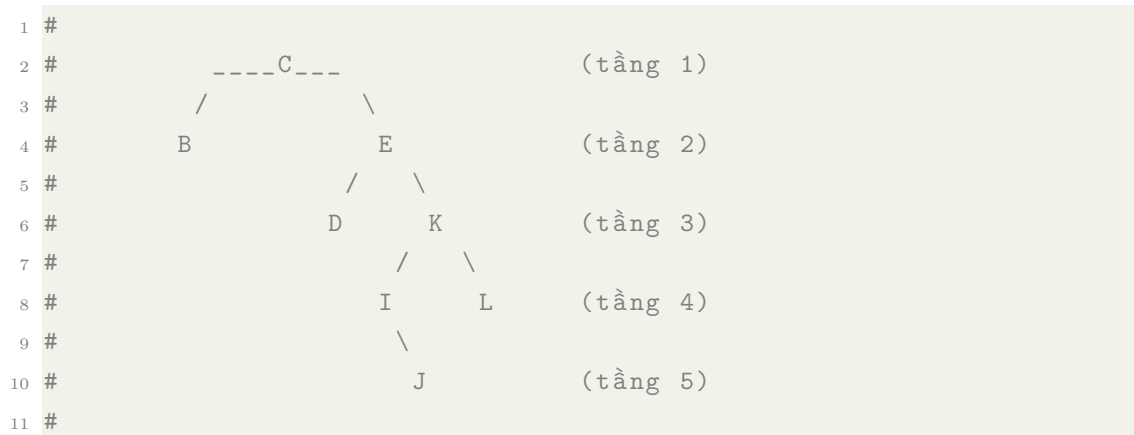 1 #
2 #          ____C___               (tầng 1)
3 #         /          \
4 #        B            E            (tầng 2)
5 #                   /   \
6 #                  D     K         (tầng 3)
7 #                      /   \
8 #                     I     L      (tầng 4)
9 #                      \
10 #                      J          (tầng 5)
11 #